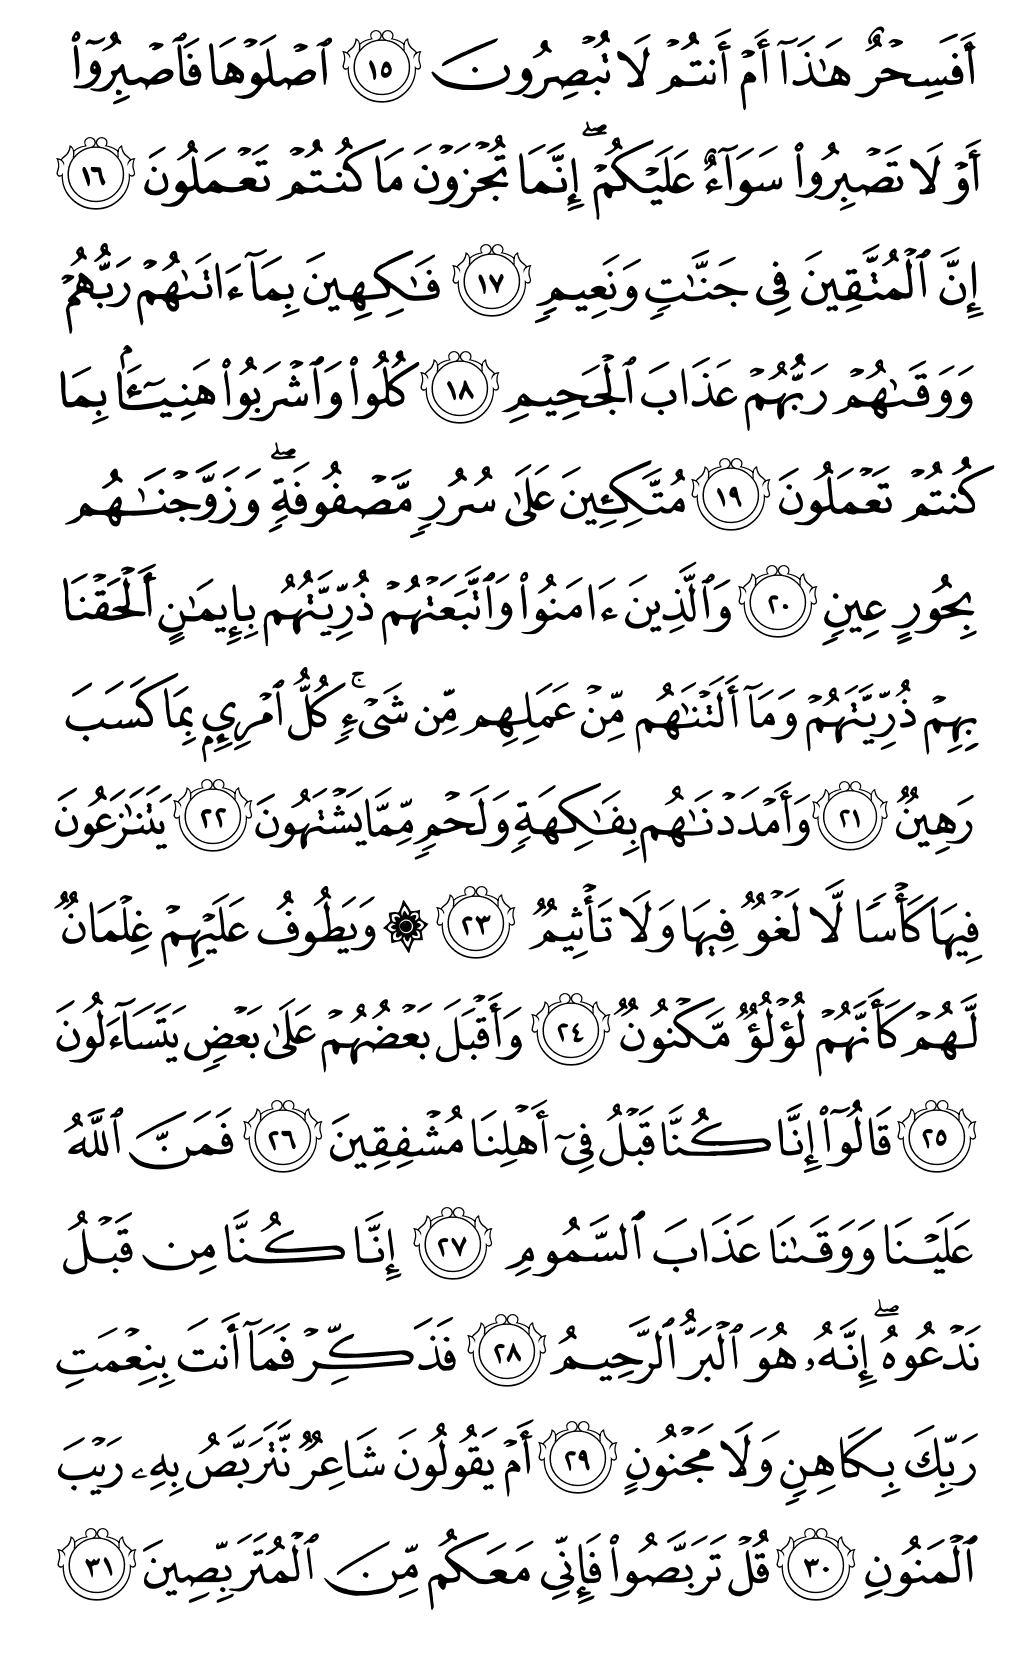 أَفَسِحۡرٌ هَٰذَآ أَمۡ أَنتُمۡ لَا تُبۡصِرُونَ ١٥ ٱصۡلَوۡهَا فَٱصۡبِرُوٓاْ
أَوۡ لَا تَصۡبِرُواْ سَوَآءٌ عَلَيۡكُمۡۖ إِنَّمَا تُجۡزَوۡنَ مَا كُنتُمۡ تَعۡمَلُونَ ١٦
إِنَّ ٱلۡمُتَّقِينَ فِي جَنَّٰتٖ وَنَعِيمٖ ١٧ فَٰكِهِينَ بِمَآ ءَاتَىٰهُمۡ رَبُّهُمۡ
وَوَقَىٰهُمۡ رَبُّهُمۡ عَذَابَ ٱلۡجَحِيمِ ١٨ كُلُواْ وَٱشۡرَبُواْ هَنِيٓـَٔۢا بِمَا
كُنتُمۡ تَعۡمَلُونَ ١٩ مُتَّكِـِٔينَ عَلَىٰ سُرُرٖ مَّصۡفُوفَةٖۖ وَزَوَّجۡنَٰهُم
بِحُورٍ عِينٖ ٢٠ وَٱلَّذِينَ ءَامَنُواْ وَٱتَّبَعَتۡهُمۡ ذُرِّيَّتُهُم بِإِيمَٰنٍ أَلۡحَقۡنَا
بِهِمۡ ذُرِّيَّتَهُمۡ وَمَآ أَلَتۡنَٰهُم مِّنۡ عَمَلِهِم مِّن شَيۡءٖۚ كُلُّ ٱمۡرِيِٕۭ بِمَا كَسَبَ
رَهِينٞ ٢١ وَأَمۡدَدۡنَٰهُم بِفَٰكِهَةٖ وَلَحۡمٖ مِّمَّا يَشۡتَهُونَ ٢٢ يَتَنَٰزَعُونَ
فِيهَا كَأۡسٗا لَّا لَغۡوٞ فِيهَا وَلَا تَأۡثِيمٞ ٢٣ ۞ وَيَطُوفُ عَلَيۡهِمۡ غِلۡمَانٞ
لَّهُمۡ كَأَنَّهُمۡ لُؤۡلُؤٞ مَّكۡنُونٞ ٢٤ وَأَقۡبَلَ بَعۡضُهُمۡ عَلَىٰ بَعۡضٖ يَتَسَآءَلُونَ
٢٥ قَالُوٓاْ إِنَّا كُنَّا قَبۡلُ فِيٓ أَهۡلِنَا مُشۡفِقِينَ ٢٦ فَمَنَّ ٱللَّهُ
عَلَيۡنَا وَوَقَىٰنَا عَذَابَ ٱلسَّمُومِ ٢٧ إِنَّا كُنَّا مِن قَبۡلُ
نَدۡعُوهُۖ إِنَّهُۥ هُوَ ٱلۡبَرُّ ٱلرَّحِيمُ ٢٨ فَذَكِّرۡ فَمَآ أَنتَ بِنِعۡمَتِ
رَبِّكَ بِكَاهِنٖ وَلَا مَجۡنُونٍ ٢٩ أَمۡ يَقُولُونَ شَاعِرٞ نَّتَرَبَّصُ بِهِۦ رَيۡبَ
ٱلۡمَنُونِ ٣٠ قُلۡ تَرَبَّصُواْ فَإِنِّي مَعَكُم مِّنَ ٱلۡمُتَرَبِّصِينَ ٣١